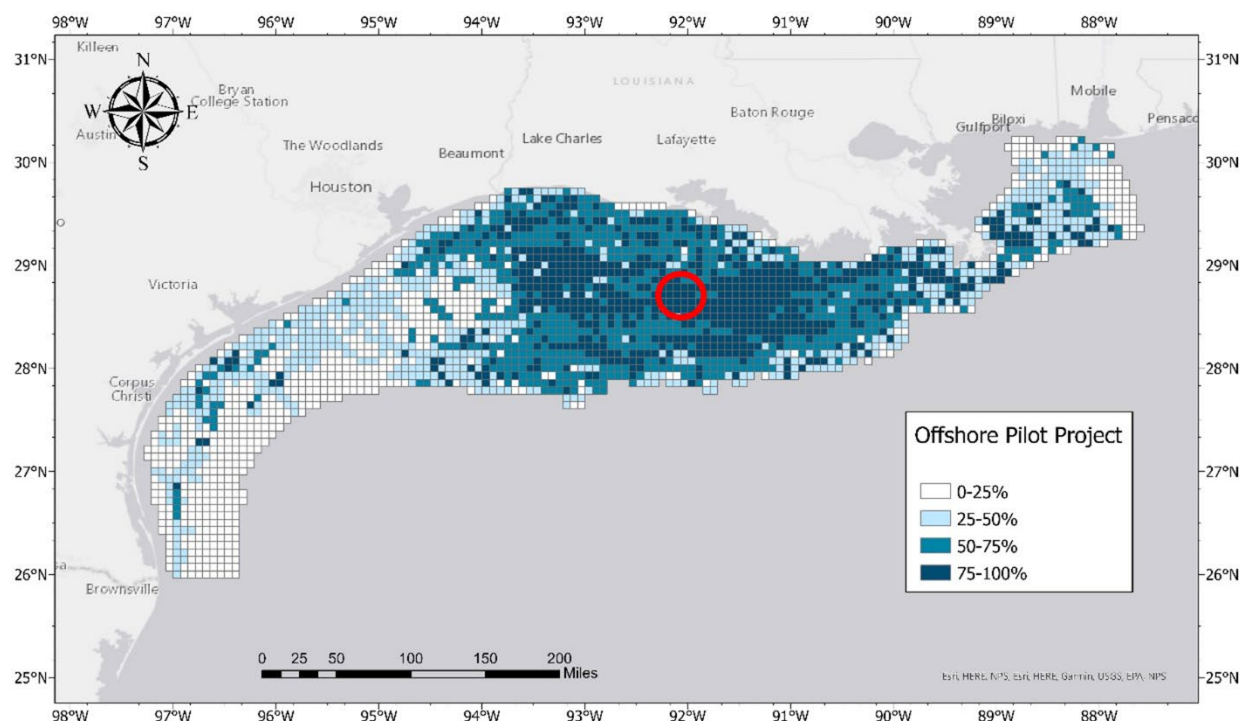 98°W 97°W 96°W 95°W 94°W 93°W 92°W 91°W 90°W 89°W 88°W
31°N Killeen 31°N
N
LOUISIANA
Bryan
College Station
Mobile
W E
Baton Rouge
Biloxi
Gulfport Pensaco
Austin
The Woodlands Beaumont Lake Charles Lafayette
S
30°N 30°N
Houston
o
29°N 29°N
Victoria
28°N 28°N
Corpus
Christi
Offshore Pilot Project
27°N 27°N
0-25%
25-50%
50-75%
75-100%
sa
26°N 26°N
Brownsville
0 25 50 100 150 200
Miles
25°N Esri, HERE, NPS, Esri, HERE, Garmin, USGS, EPA, NPS 25°N
98°W 97°W 96°W 95°W 94°W 93°W 92°W 91°W 90°W 89°W 88°W